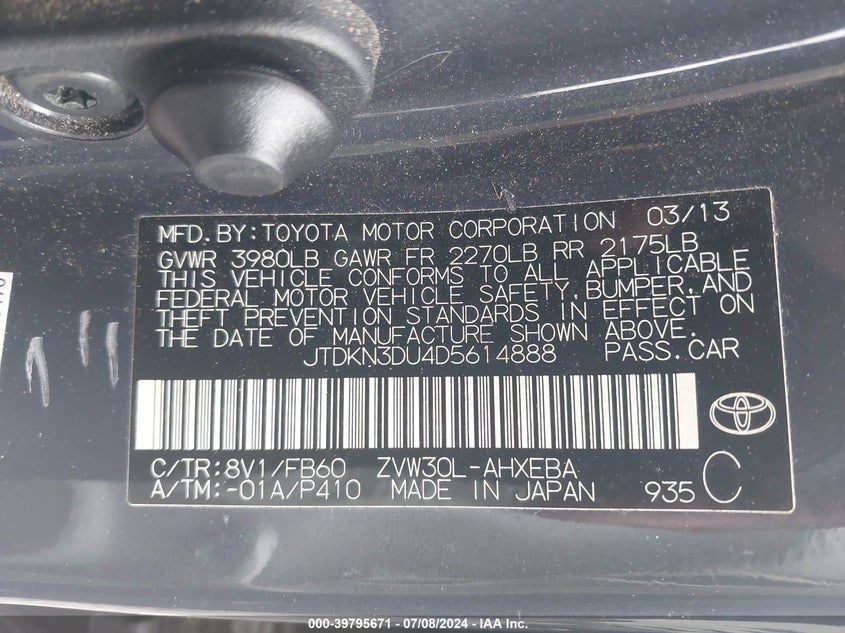 MFD. BY: TOYOTA MOTOR CORPORATION 03/13
GVWR 3980LB GAWR FR 2270LB RR 2175LB
THIS VEHICLE CONFORMS TO ALL APPLICABLE
FEDERAL MOTOR VEHICLE SAFETY, BUMPER, AND
THEFT PREVENTION STANDARDS IN EFFECT ON
THE DATE OF MANUFACTURE SHOWN ABOVE.
JTDKN3DU4D5614888 PASS. CAR
C/TR: 8V1/FB60 ZVW30L-AHXEBA
A/TM: -01A/P410 MADE IN JAPAN 935 C
000-39795671 / 07/08/2024 - IAA Inc.